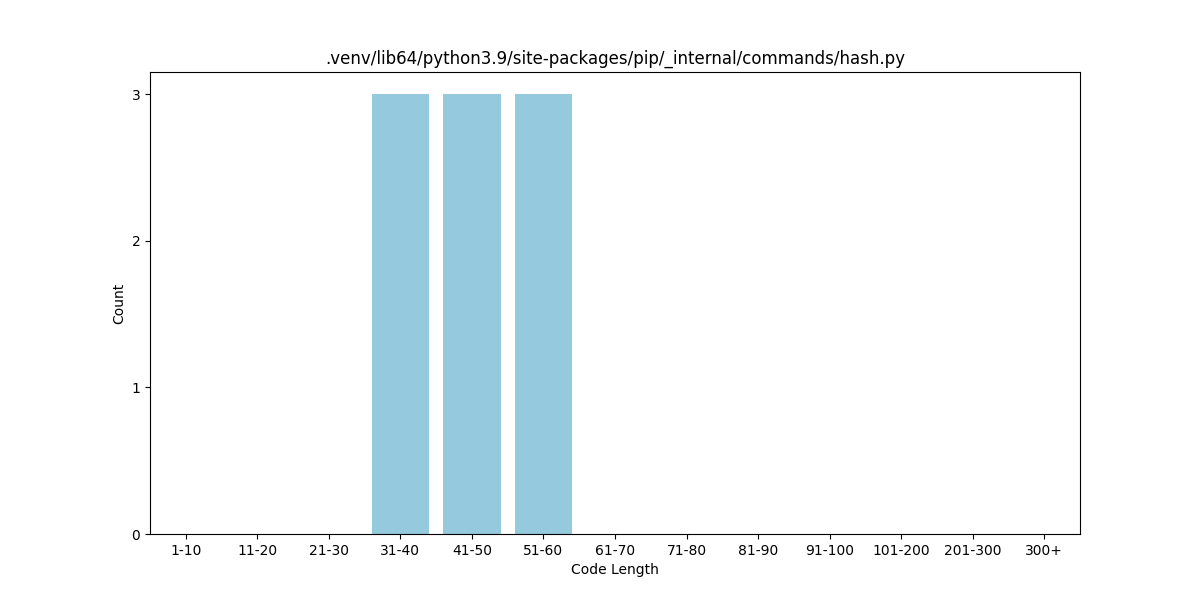 .venv/lib64/python3.9/site-packages/pip/_internal/commands/hash.py
3
2
1
0
Count
1-10 11-20 21-30 31-40 41-50 51-60 61-70 71-80 81-90 91-100 101-200 201-300 300+
Code Length